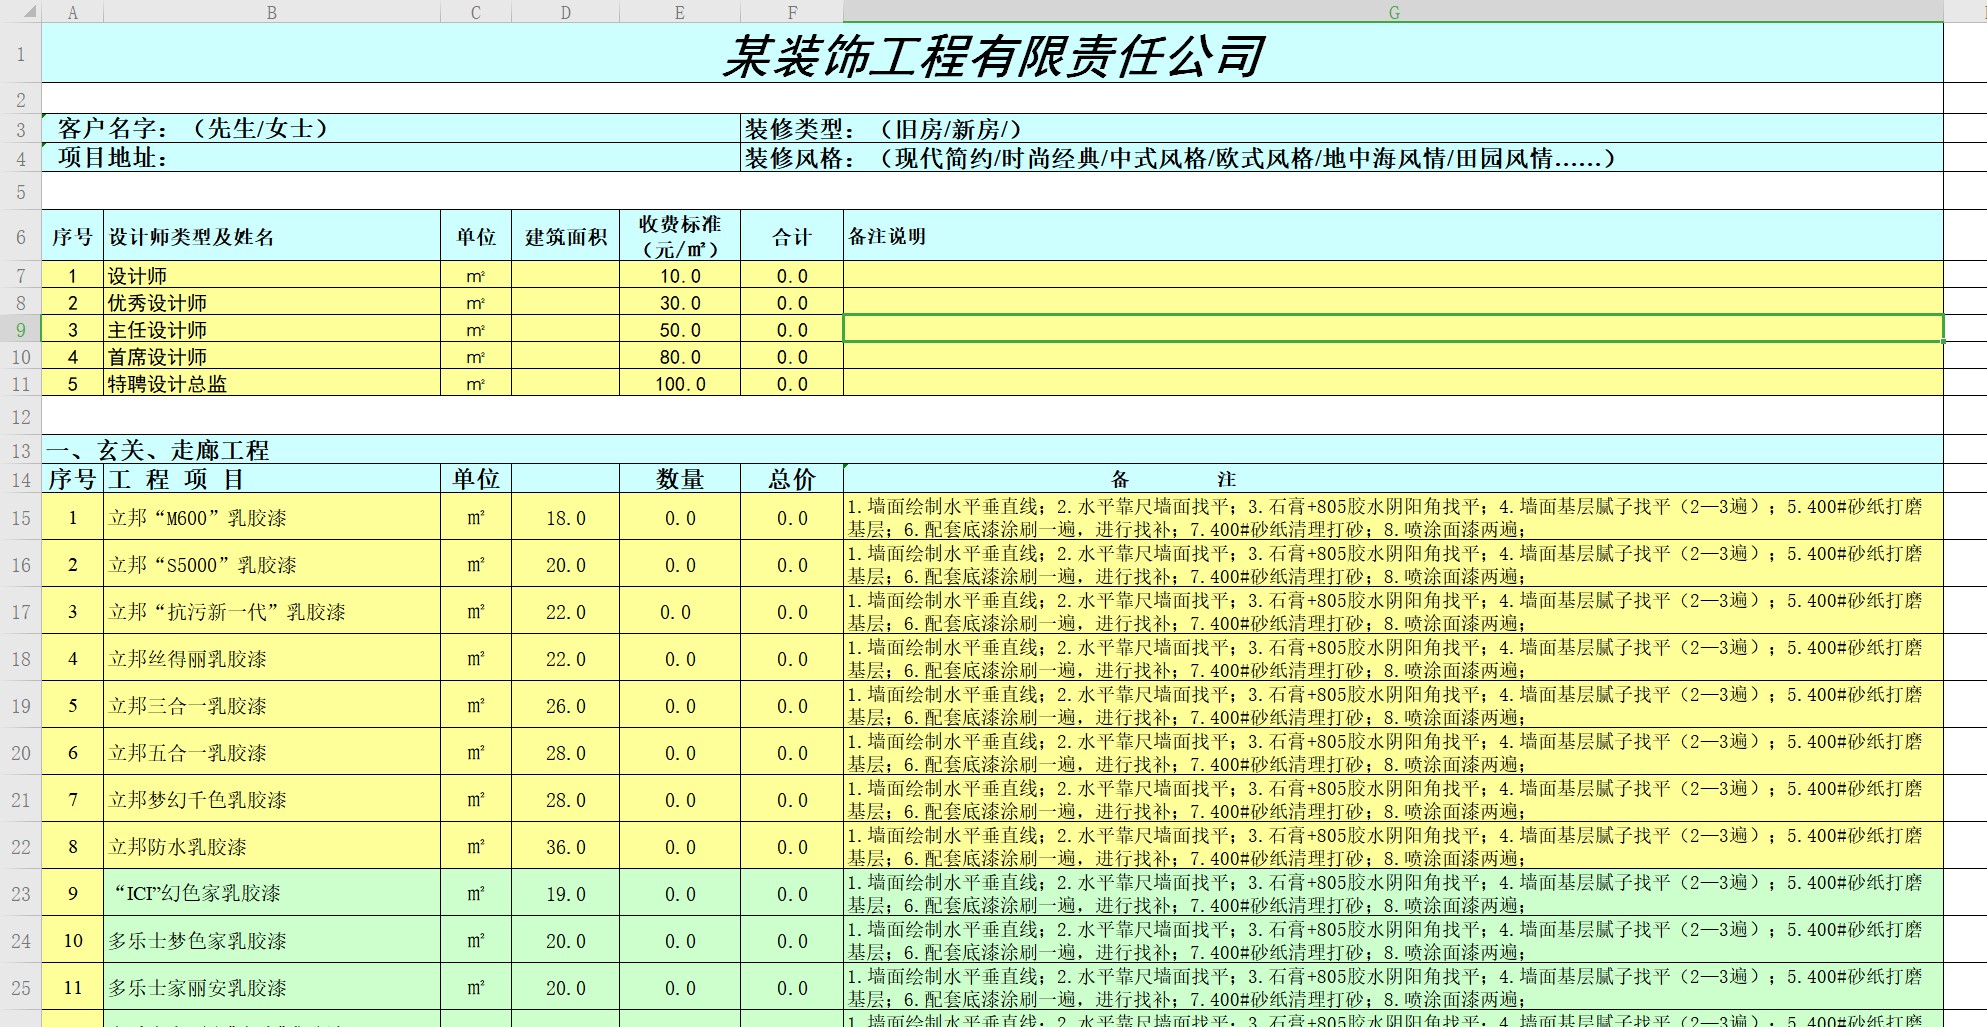 A B C D E F G
1 某装饰工程有限责任公司
2
3 客户名字：（先生/女士） 装修类型：（旧房/新房/）
4 项目地址： 装修风格：（现代简约/时尚经典/中式风格/欧式风格/地中海风情/田园风情……）
5
6 序号 设计师类型及姓名 单位 建筑面积 收费标准（元/㎡） 合计 备注说明
7 1 设计师 ㎡ 10.0 0.0
8 2 优秀设计师 ㎡ 30.0 0.0
9 3 主任设计师 ㎡ 50.0 0.0
10 4 首席设计师 ㎡ 80.0 0.0
11 5 特聘设计总监 ㎡ 100.0 0.0
12
13 一、玄关、走廊工程
14 序号 工 程 项 目 单位 数量 总价 备 注
15 1 立邦“M600”乳胶漆 ㎡ 18.0 0.0 0.0 1.墙面绘制水平垂直线；2.水平靠尺墙面找平；3.石膏+805胶水阴阳角找平；4.墙面基层腻子找平（2—3遍）；5.400#砂纸打磨
基层；6.配套底漆涂刷一遍，进行找补；7.400#砂纸清理打砂；8.喷涂面漆两遍；
16 2 立邦“S5000”乳胶漆 ㎡ 20.0 0.0 0.0 1.墙面绘制水平垂直线；2.水平靠尺墙面找平；3.石膏+805胶水阴阳角找平；4.墙面基层腻子找平（2—3遍）；5.400#砂纸打磨
基层；6.配套底漆涂刷一遍，进行找补；7.400#砂纸清理打砂；8.喷涂面漆两遍；
17 3 立邦“抗污新一代”乳胶漆 ㎡ 22.0 0.0 0.0 1.墙面绘制水平垂直线；2.水平靠尺墙面找平；3.石膏+805胶水阴阳角找平；4.墙面基层腻子找平（2—3遍）；5.400#砂纸打磨
基层；6.配套底漆涂刷一遍，进行找补；7.400#砂纸清理打砂；8.喷涂面漆两遍；
18 4 立邦丝得丽乳胶漆 ㎡ 22.0 0.0 0.0 1.墙面绘制水平垂直线；2.水平靠尺墙面找平；3.石膏+805胶水阴阳角找平；4.墙面基层腻子找平（2—3遍）；5.400#砂纸打磨
基层；6.配套底漆涂刷一遍，进行找补；7.400#砂纸清理打砂；8.喷涂面漆两遍；
19 5 立邦三合一乳胶漆 ㎡ 26.0 0.0 0.0 1.墙面绘制水平垂直线；2.水平靠尺墙面找平；3.石膏+805胶水阴阳角找平；4.墙面基层腻子找平（2—3遍）；5.400#砂纸打磨
基层；6.配套底漆涂刷一遍，进行找补；7.400#砂纸清理打砂；8.喷涂面漆两遍；
20 6 立邦五合一乳胶漆 ㎡ 28.0 0.0 0.0 1.墙面绘制水平垂直线；2.水平靠尺墙面找平；3.石膏+805胶水阴阳角找平；4.墙面基层腻子找平（2—3遍）；5.400#砂纸打磨
基层；6.配套底漆涂刷一遍，进行找补；7.400#砂纸清理打砂；8.喷涂面漆两遍；
21 7 立邦梦幻千色乳胶漆 ㎡ 28.0 0.0 0.0 1.墙面绘制水平垂直线；2.水平靠尺墙面找平；3.石膏+805胶水阴阳角找平；4.墙面基层腻子找平（2—3遍）；5.400#砂纸打磨
基层；6.配套底漆涂刷一遍，进行找补；7.400#砂纸清理打砂；8.喷涂面漆两遍；
22 8 立邦防水乳胶漆 ㎡ 36.0 0.0 0.0 1.墙面绘制水平垂直线；2.水平靠尺墙面找平；3.石膏+805胶水阴阳角找平；4.墙面基层腻子找平（2—3遍）；5.400#砂纸打磨
基层；6.配套底漆涂刷一遍，进行找补；7.400#砂纸清理打砂；8.喷涂面漆两遍；
23 9 “ICI”幻色家乳胶漆 ㎡ 19.0 0.0 0.0 1.墙面绘制水平垂直线；2.水平靠尺墙面找平；3.石膏+805胶水阴阳角找平；4.墙面基层腻子找平（2—3遍）；5.400#砂纸打磨
基层；6.配套底漆涂刷一遍，进行找补；7.400#砂纸清理打砂；8.喷涂面漆两遍；
24 10 多乐士梦色家乳胶漆 ㎡ 20.0 0.0 0.0 1.墙面绘制水平垂直线；2.水平靠尺墙面找平；3.石膏+805胶水阴阳角找平；4.墙面基层腻子找平（2—3遍）；5.400#砂纸打磨
基层；6.配套底漆涂刷一遍，进行找补；7.400#砂纸清理打砂；8.喷涂面漆两遍；
25 11 多乐士家丽安乳胶漆 ㎡ 20.0 0.0 0.0 1.墙面绘制水平垂直线；2.水平靠尺墙面找平；3.石膏+805胶水阴阳角找平；4.墙面基层腻子找平（2—3遍）；5.400#砂纸打磨
基层；6.配套底漆涂刷一遍，进行找补；7.400#砂纸清理打砂；8.喷涂面漆两遍；
1.墙面绘制水平垂直线；2.水平靠尺墙面找平；3.石膏+805胶水阴阳角找平；4.墙面基层腻子找平（2—3遍）；5.400#砂纸打磨